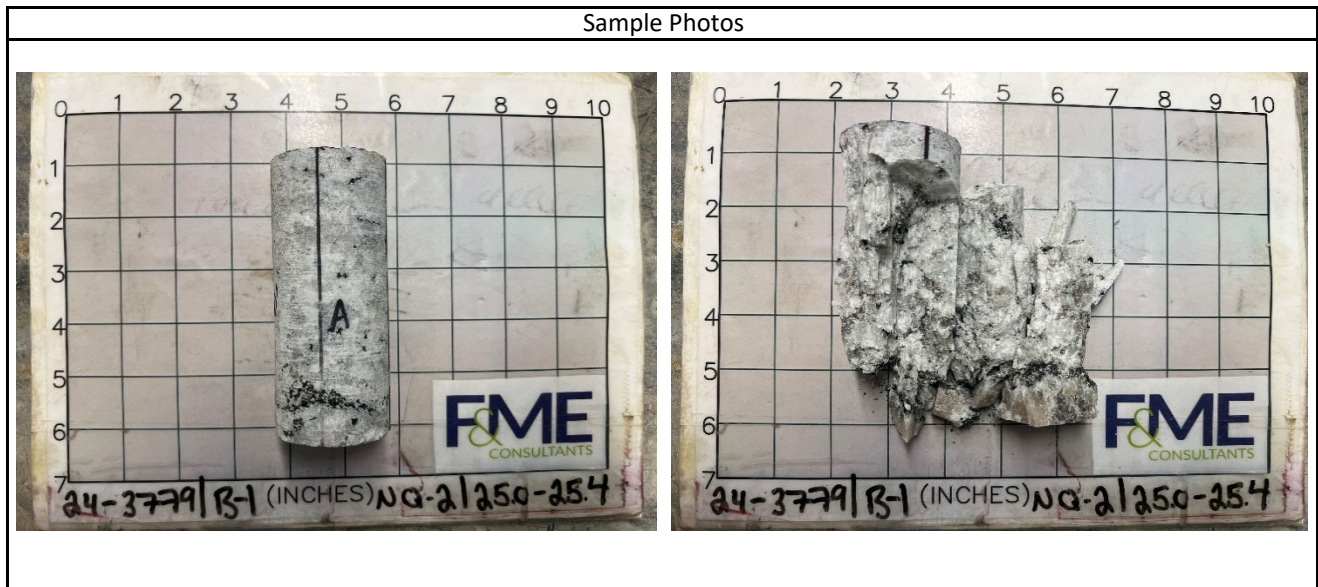 Sample Photos
0 1 2 3 4 5 6 7 8 9 10
1
2
3
4
5
6
7
A
F&ME
CONSULTANTS
24-3779|B-1 (INCHES) NQ-2|25.0-25.4
0 1 2 3 4 5 6 7 8 9 10
1
2
3
4
5
6
7
F&ME
CONSULTANTS
24-3779|B-1 (INCHES) NQ-2|25.0-25.4